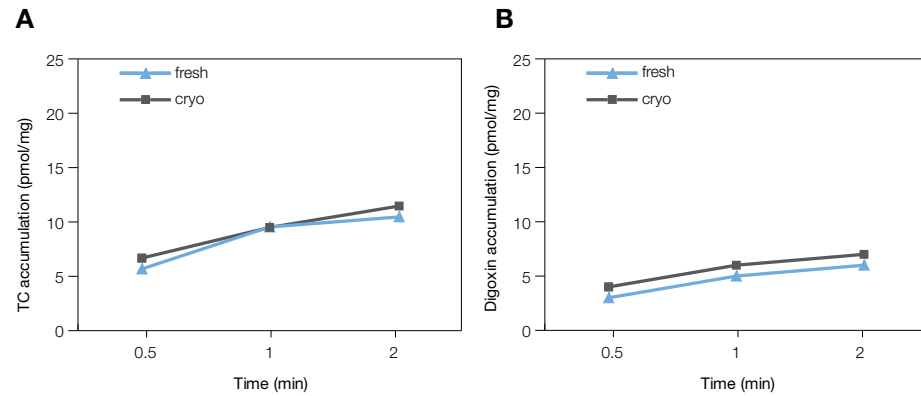 A
25
20
15
10
5
0
TC accumulation (pmol/mg)
fresh
cryo
0.5 1 2
Time (min)
B
25
20
15
10
5
0
Digoxin accumulation (pmol/mg)
fresh
cryo
0.5 1 2
Time (min)